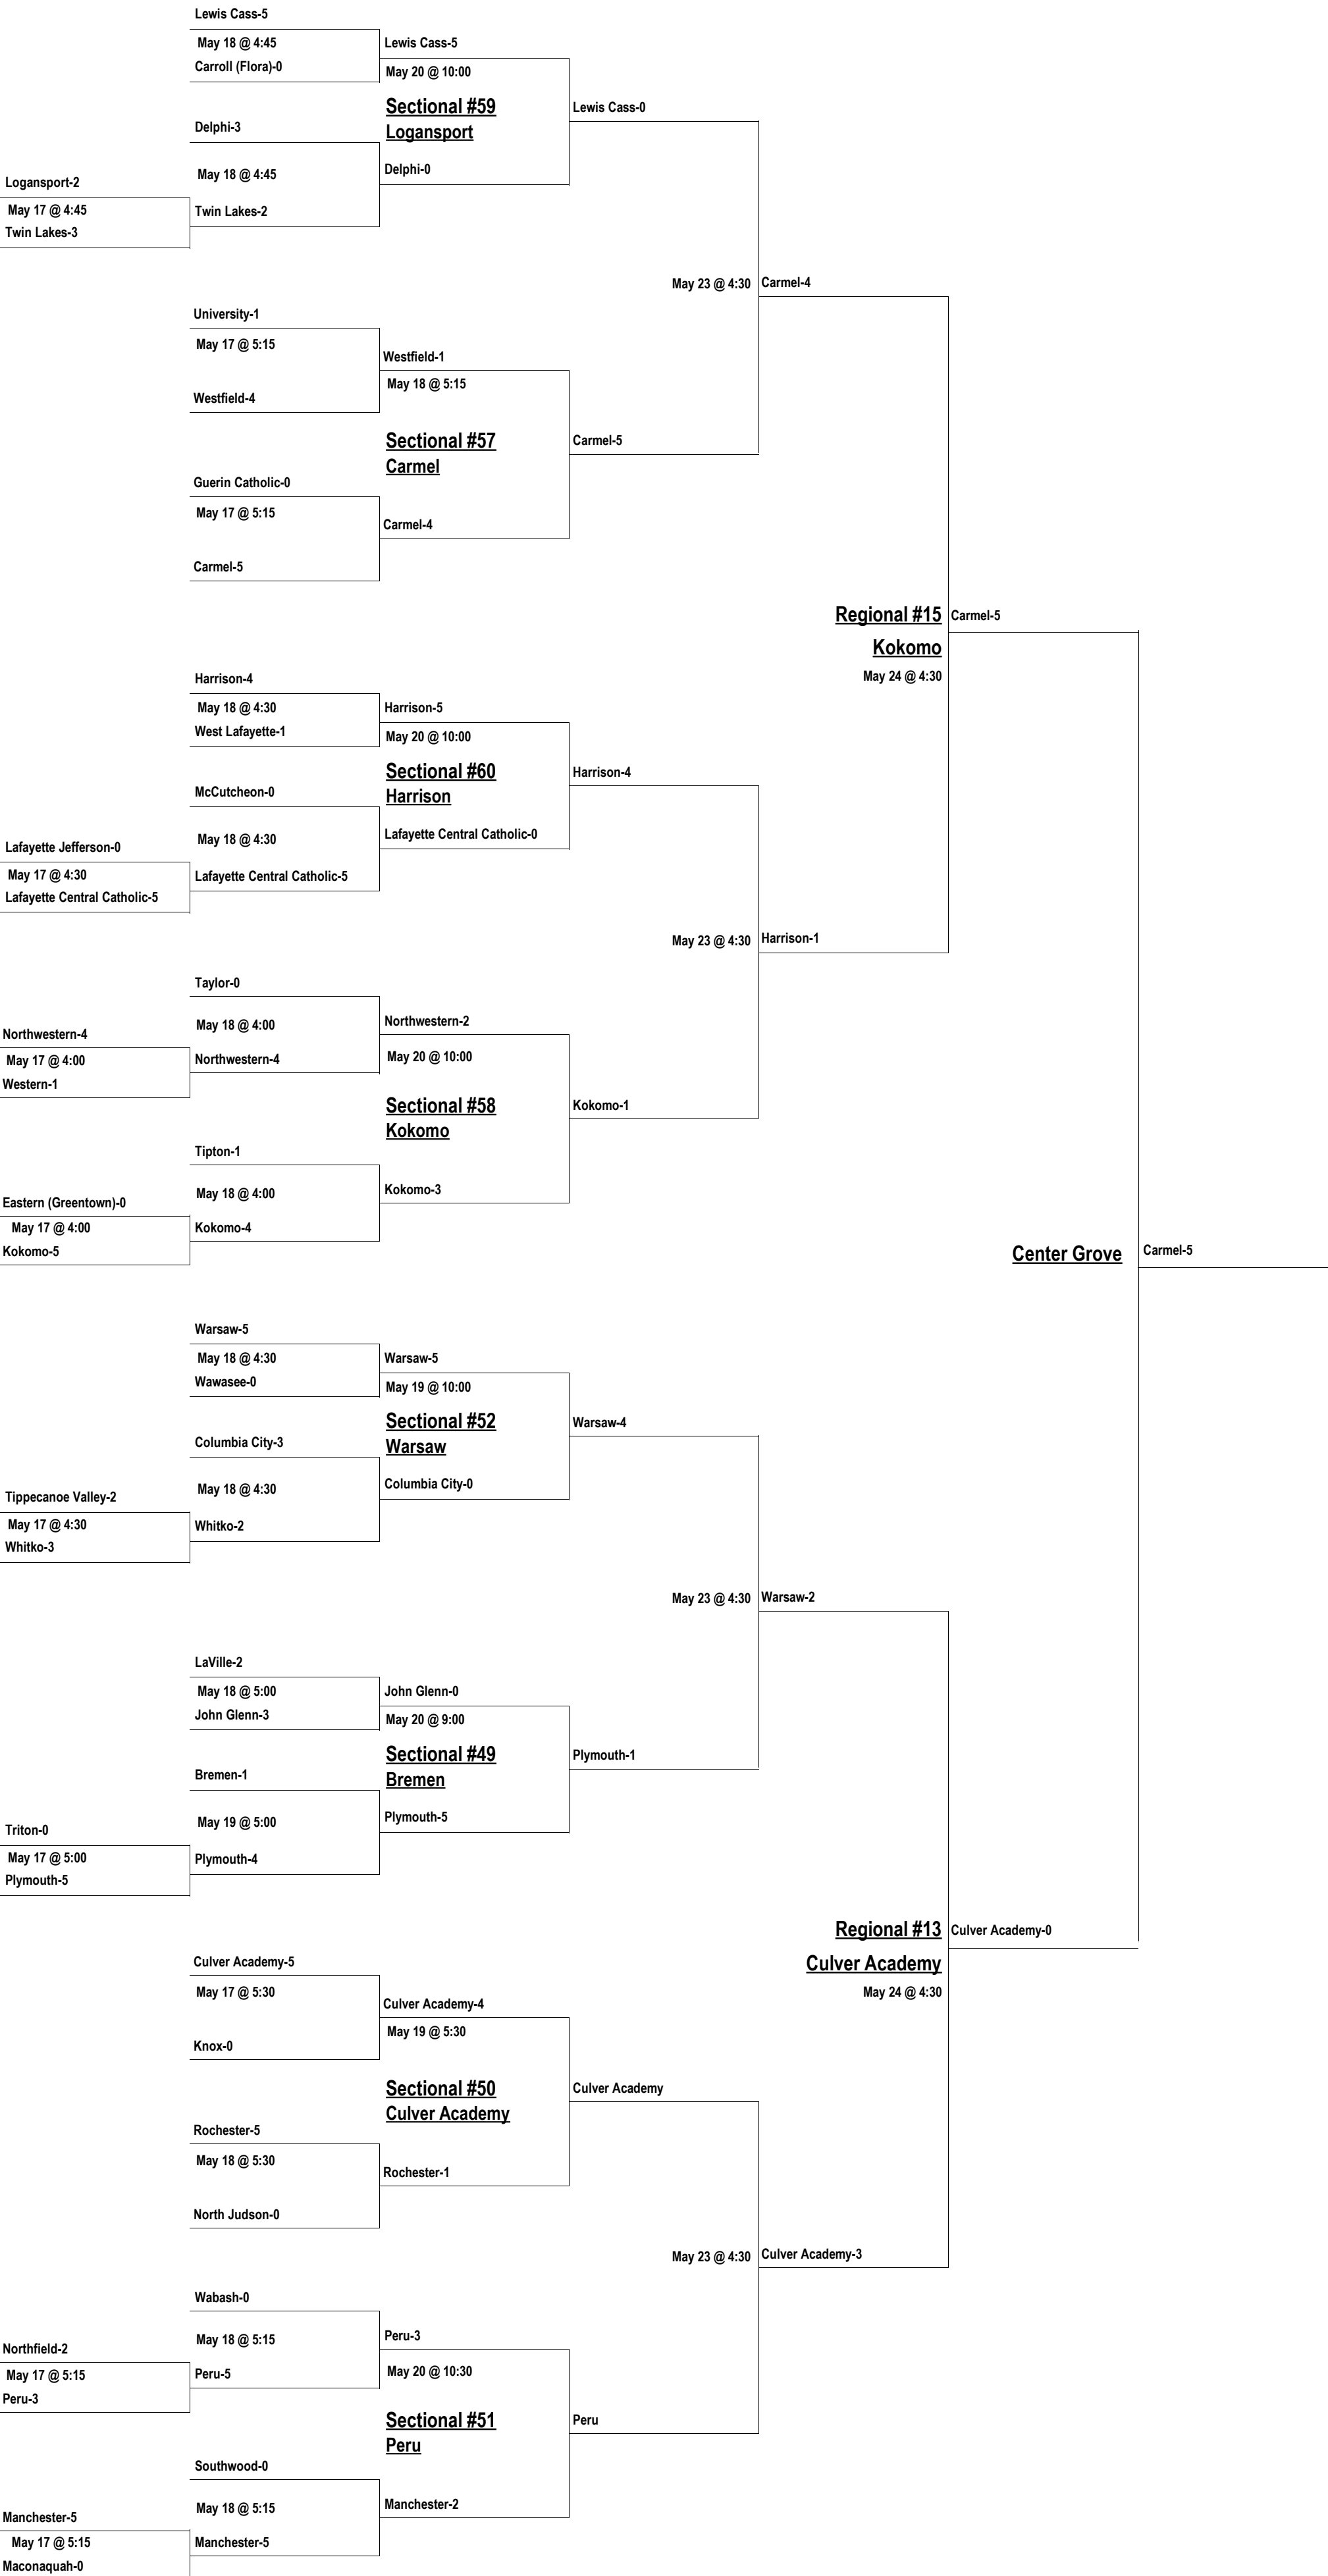 Lewis Cass-5
May 18 @ 4:45
Lewis Cass-5
Carroll (Flora)-0
May 20 @ 10:00
Sectional #59
Lewis Cass-0
Delphi-3
Logansport
Delphi-0
May 18 @ 4:45
Logansport-2
May 17 @ 4:45
Twin Lakes-2
Twin Lakes-3
May 23 @ 4:30
Carmel-4
University-1
May 17 @ 5:15
Westfield-1
May 18 @ 5:15
Westfield-4
Sectional #57
Carmel-5
Carmel
Guerin Catholic-0
May 17 @ 5:15
Carmel-4
Carmel-5
Regional #15
Carmel-5
Kokomo
May 24 @ 4:30
Harrison-4
May 18 @ 4:30
Harrison-5
West Lafayette-1
May 20 @ 10:00
Sectional #60
Harrison-4
McCutcheon-0
Harrison
Lafayette Central Catholic-0
May 18 @ 4:30
Lafayette Jefferson-0
May 17 @ 4:30
Lafayette Central Catholic-5
Lafayette Central Catholic-5
May 23 @ 4:30
Harrison-1
Taylor-0
May 18 @ 4:00
Northwestern-2
Northwestern-4
May 17 @ 4:00
Northwestern-4
May 20 @ 10:00
Western-1
Sectional #58
Kokomo-1
Kokomo
Tipton-1
May 18 @ 4:00
Kokomo-3
Eastern (Greentown)-0
May 17 @ 4:00
Kokomo-4
Kokomo-5
Center Grove
Carmel-5
Warsaw-5
May 18 @ 4:30
Warsaw-5
Wawasee-0
May 19 @ 10:00
Sectional #52
Warsaw-4
Columbia City-3
Warsaw
Columbia City-0
May 18 @ 4:30
Tippecanoe Valley-2
May 17 @ 4:30
Whitko-2
Whitko-3
May 23 @ 4:30
Warsaw-2
LaVille-2
May 18 @ 5:00
John Glenn-0
John Glenn-3
May 20 @ 9:00
Sectional #49
Plymouth-1
Bremen-1
Bremen
Plymouth-5
May 19 @ 5:00
Triton-0
May 17 @ 5:00
Plymouth-4
Plymouth-5
Regional #13
Culver Academy-0
Culver Academy
May 24 @ 4:30
Culver Academy-5
May 17 @ 5:30
Culver Academy-4
May 19 @ 5:30
Knox-0
Sectional #50
Culver Academy
Culver Academy
Rochester-5
May 18 @ 5:30
Rochester-1
North Judson-0
May 23 @ 4:30
Culver Academy-3
Wabash-0
May 18 @ 5:15
Peru-3
Northfield-2
May 17 @ 5:15
Peru-5
May 20 @ 10:30
Peru-3
Sectional #51
Peru
Peru
Southwood-0
May 18 @ 5:15
Manchester-2
Manchester-5
May 17 @ 5:15
Manchester-5
Maconaquah-0